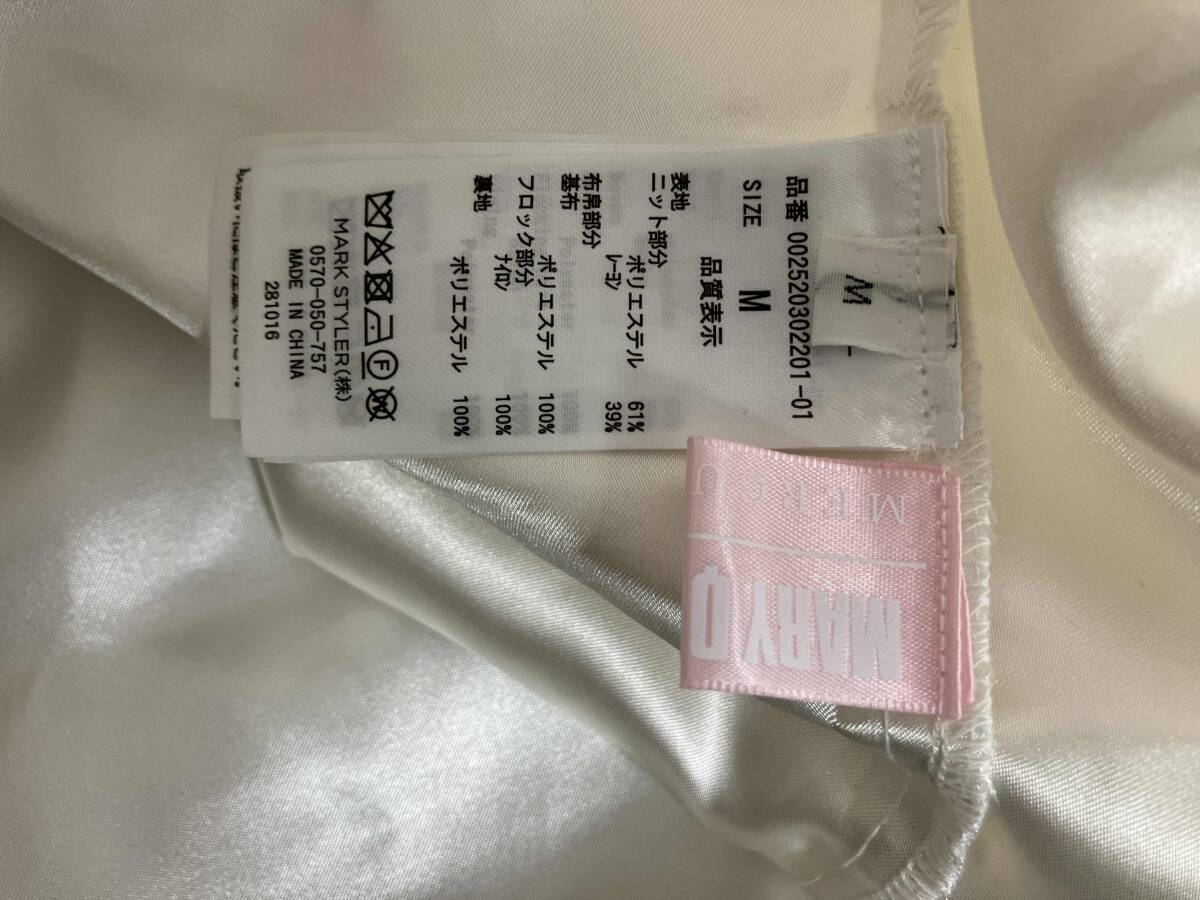 品番 002520302201-01
SIZE M
品質表示
表地
ニット部分
ポリエステル 61%
レーヨン 39%
布帛部分
基布
ポリエステル 100%
フロック部分
ナイロン 100%
裏地
ポリエステル 100%
MARK STYLER(株)
0570-050-757
MADE IN CHINA
281016
M
MARY Q
MERCU